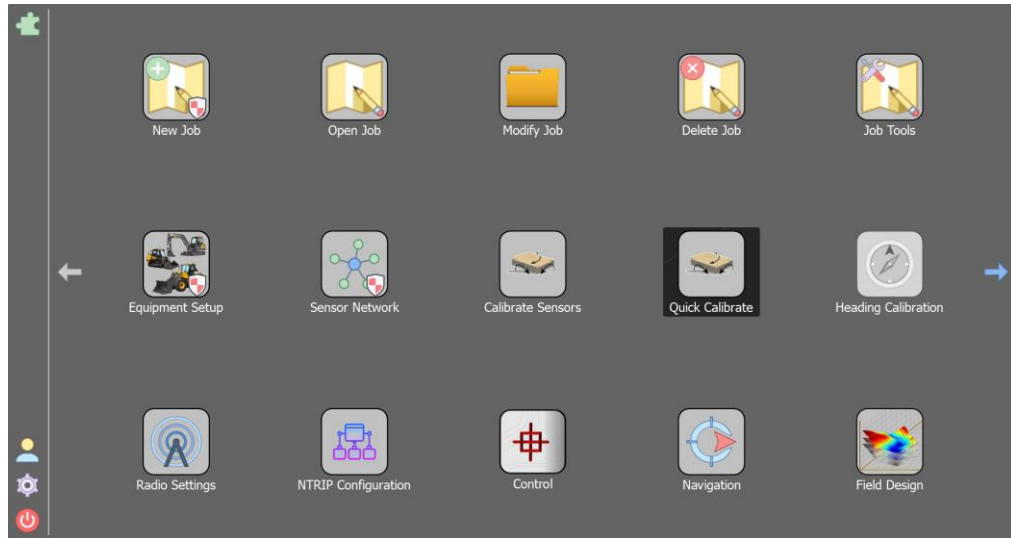 New Job
Open Job
Modify Job
Delete Job
Job Tools
Equipment Setup
Sensor Network
Calibrate Sensors
Quick Calibrate
Heading Calibration
Radio Settings
NTRIP Configuration
Control
Navigation
Field Design